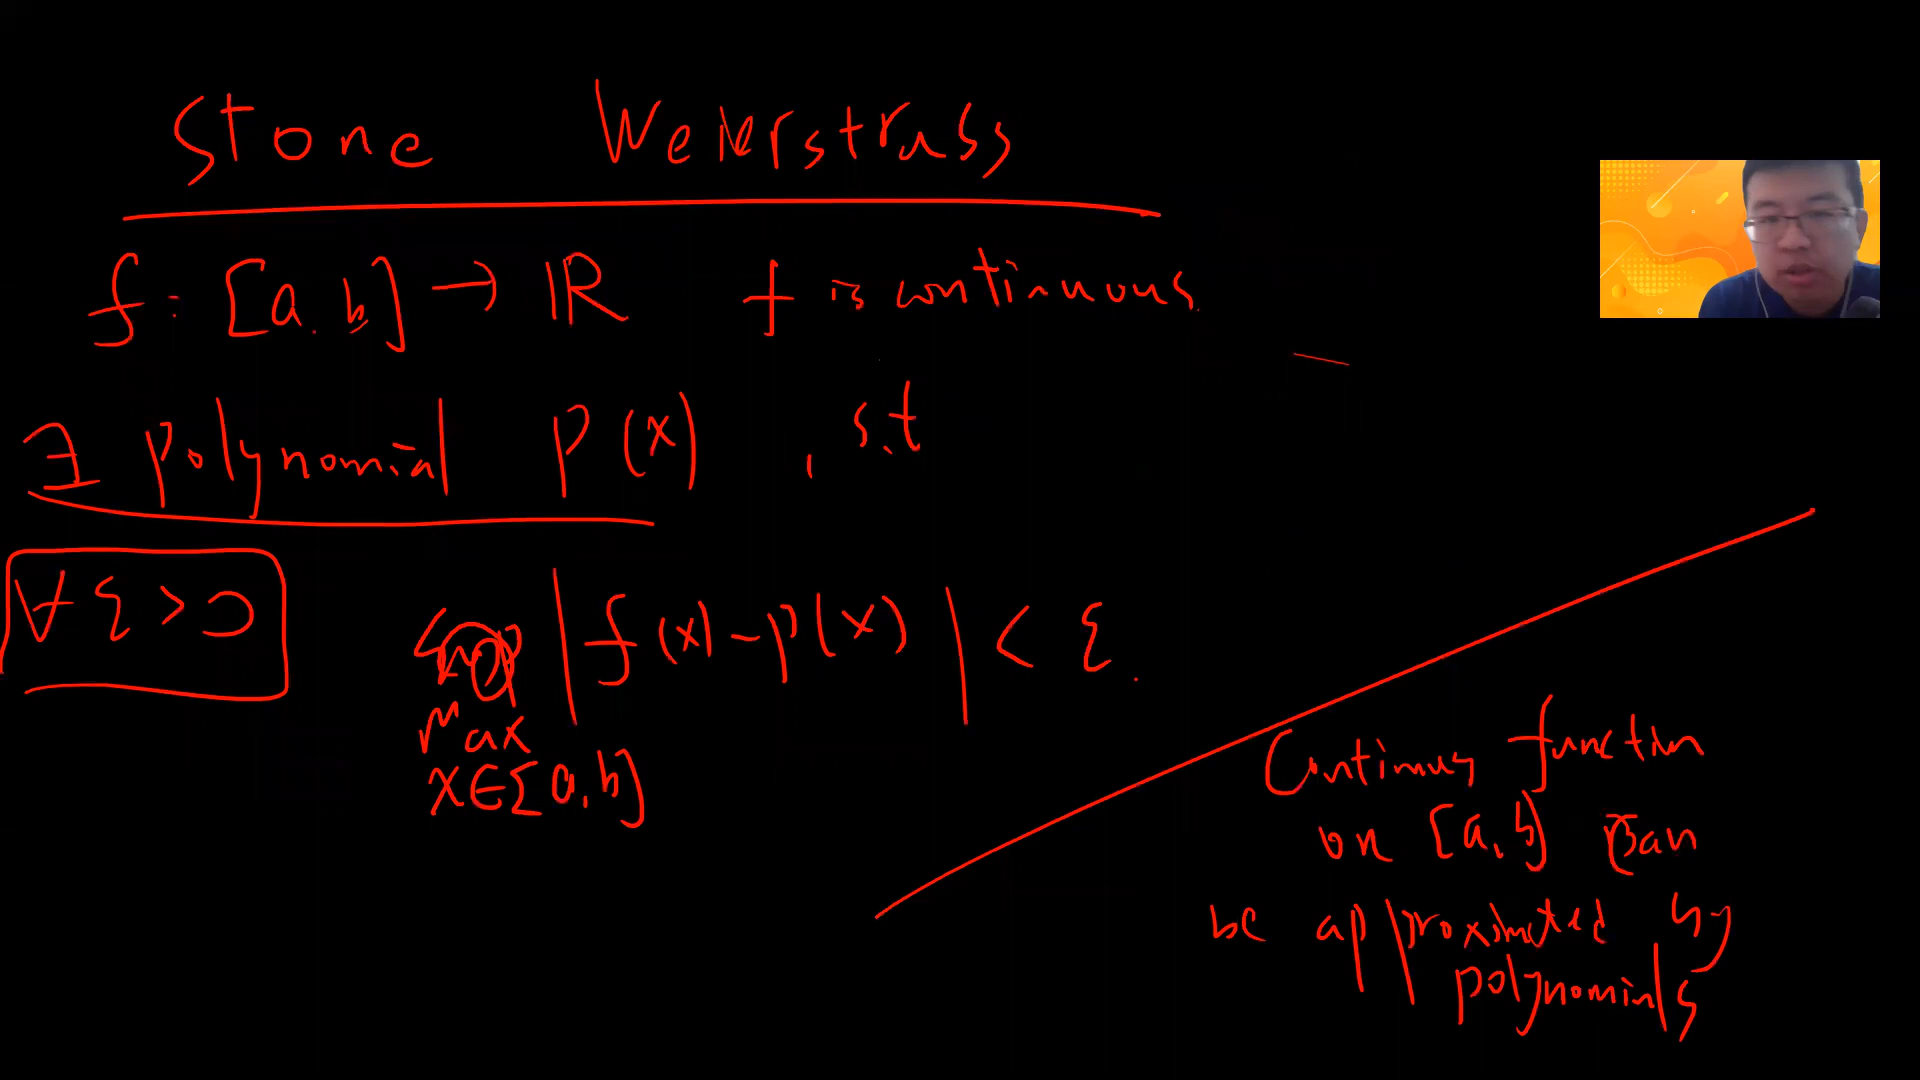 Stone Weierstrass
f: [a, b] → ℝ f is continuous.
∃ polynomial P(x) , s.t
∀ ε > 0
sup |f(x) - p(x)| < ε.
max
x ∈ [a, b]
Continuous function
on [a, b] can
be approximated by
polynomials